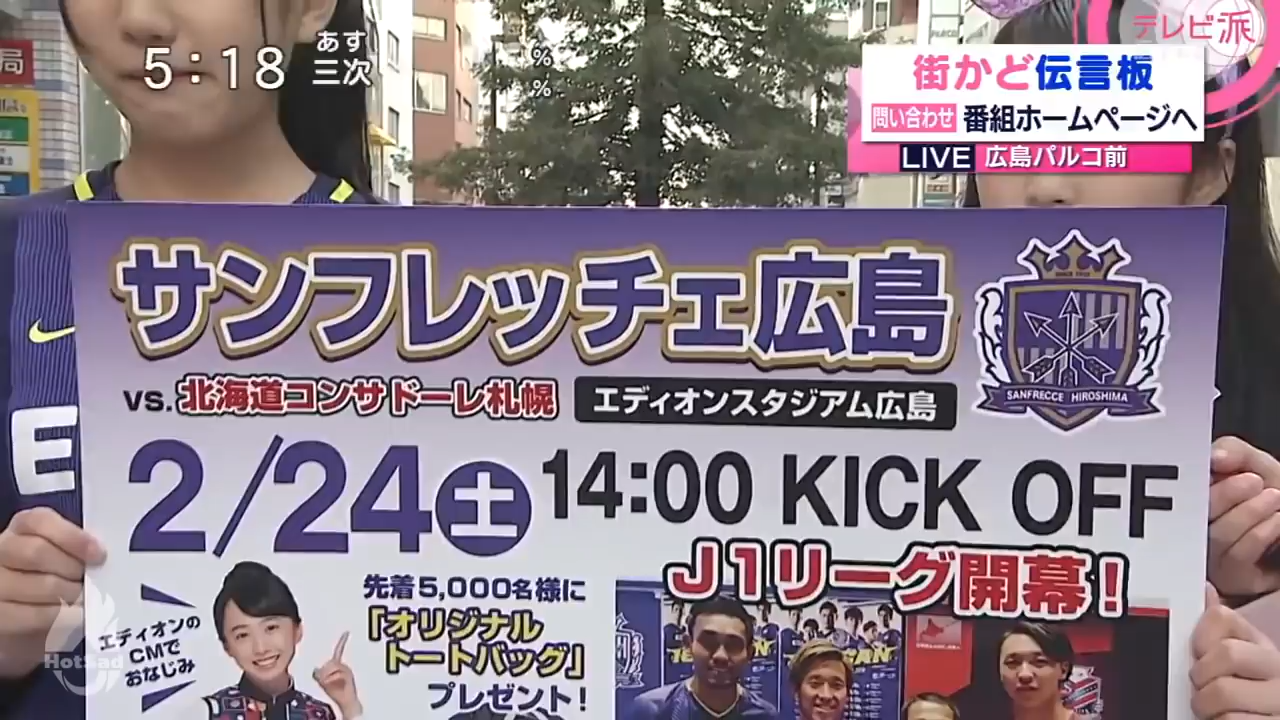 テレビ派
5:18
あす
三次
%
%
街かど伝言板
問い合わせ 番組ホームページへ
LIVE 広島パルコ前
局
サンフレッチェ広島
vs.北海道コンサドーレ札幌 エディオンスタジアム広島
SANFRECCE HIROSHIMA
2/24土 14:00 KICK OFF
J1リーグ開幕!
E
エディオンの
CMで
おなじみ
先着5,000名様に
「オリジナル
トートバッグ」
プレゼント!
HotSad